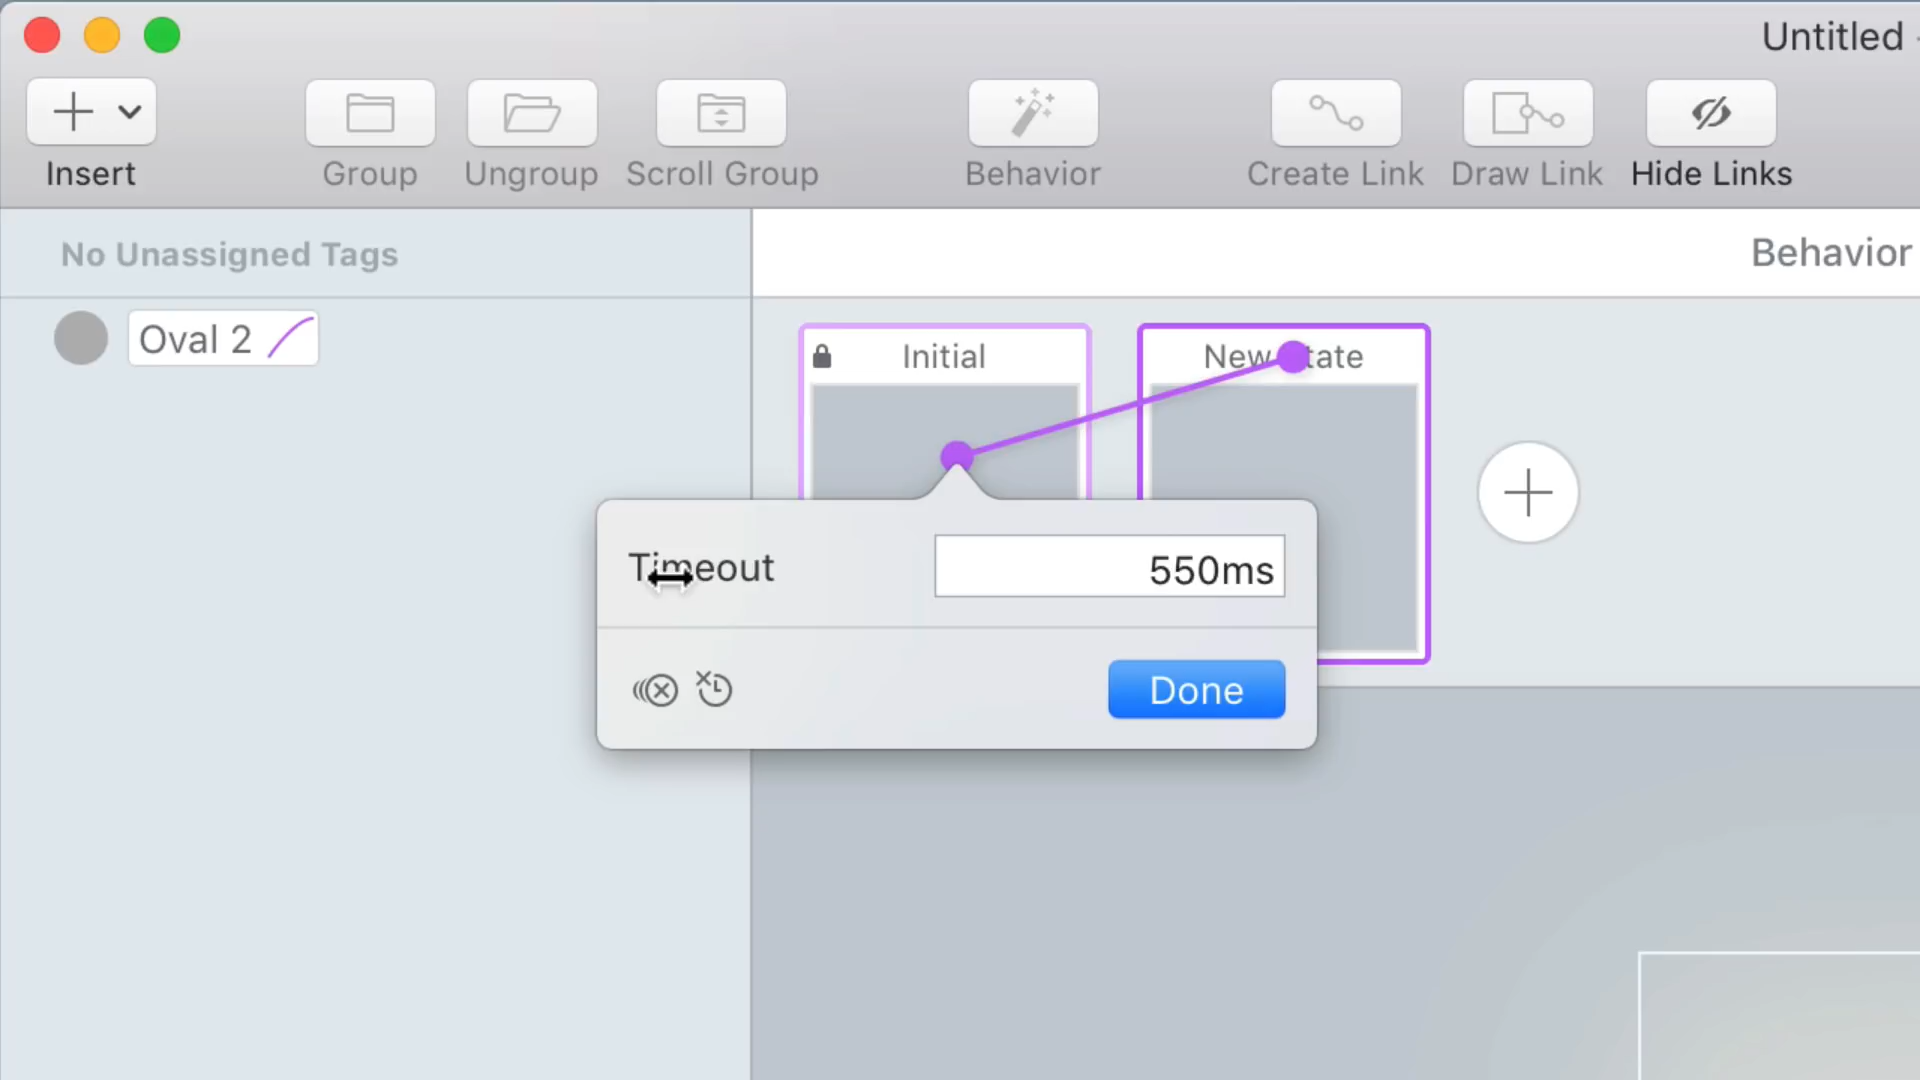 Untitled
Insert
Group
Ungroup
Scroll Group
Behavior
Create Link
Draw Link
Hide Links
No Unassigned Tags
Behavior
Oval 2
Initial
New State
Timeout
550ms
Done